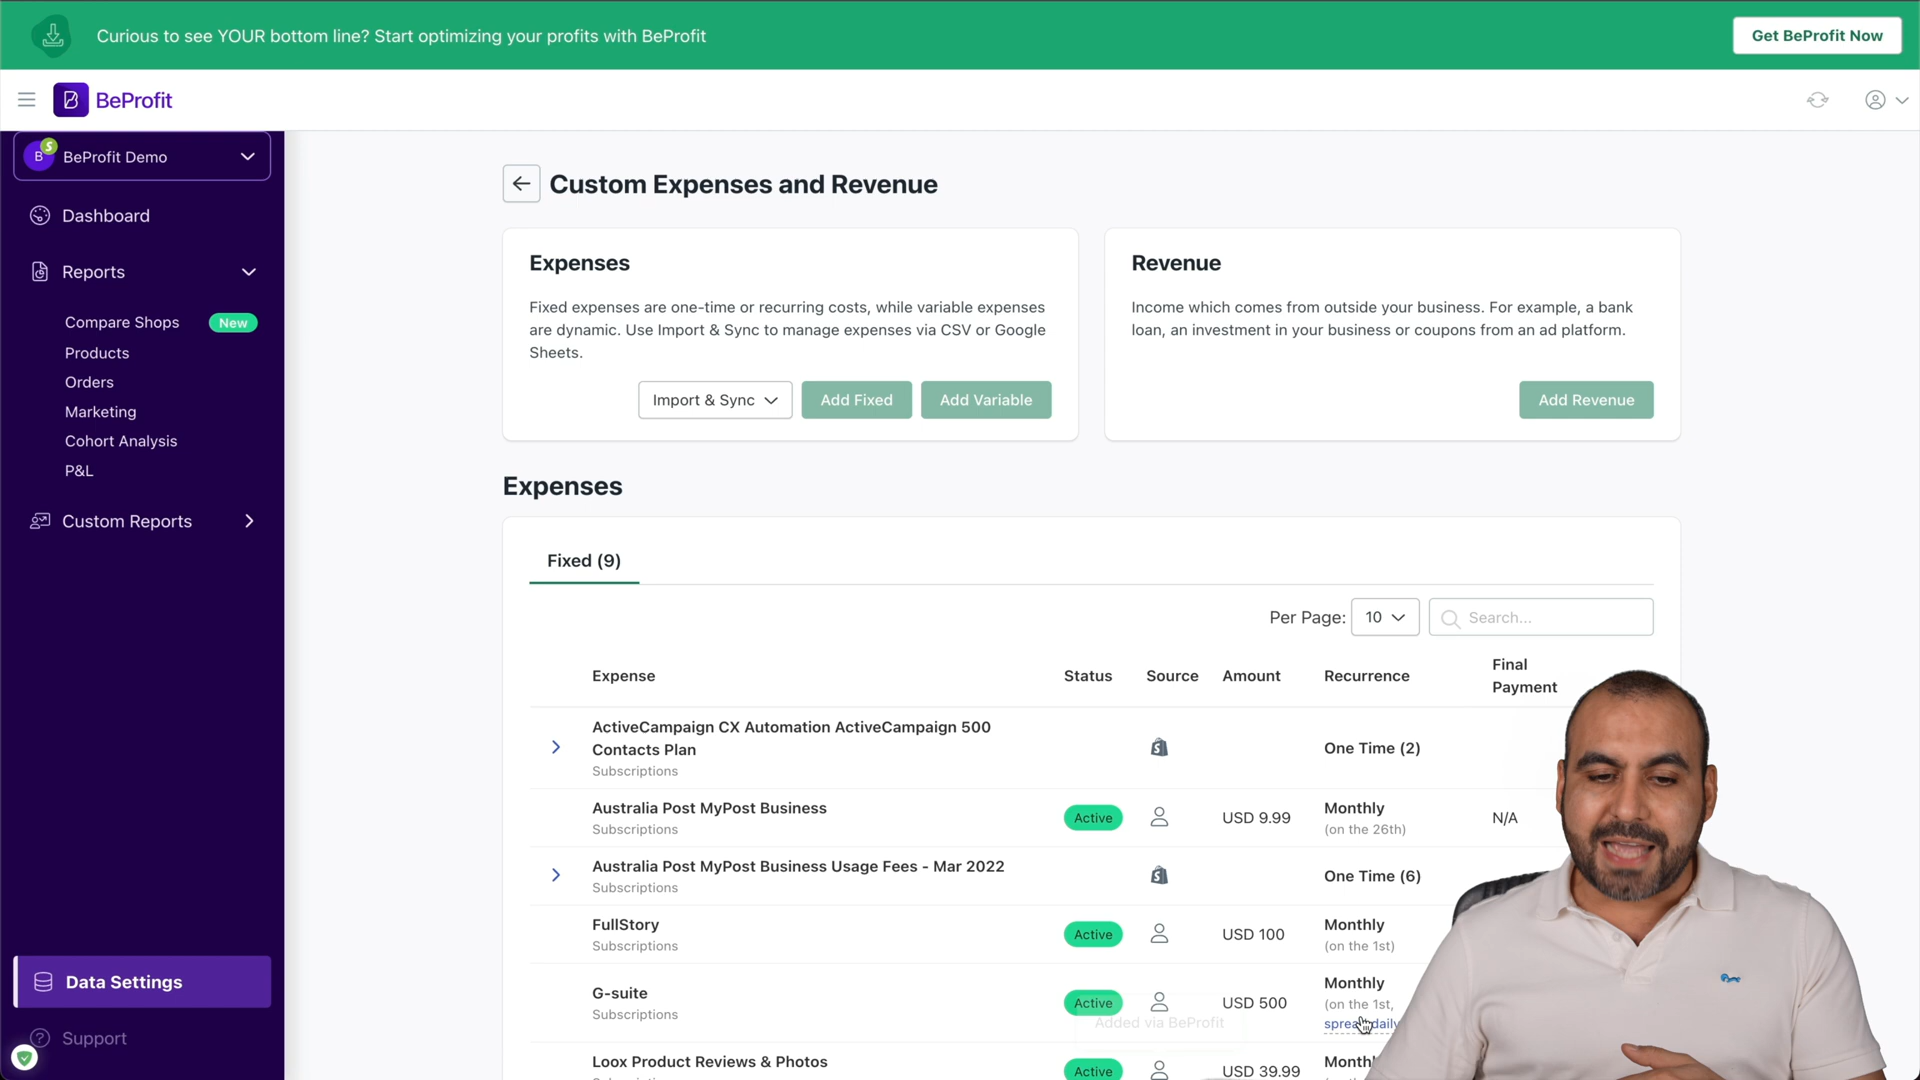 Curious to see YOUR bottom line? Start optimizing your profits with BeProfit
Get BeProfit Now
BeProfit
B
S
BeProfit Demo
Dashboard
Reports
Compare Shops
New
Products
Orders
Marketing
Cohort Analysis
P&L
Custom Reports
Data Settings
Support
Custom Expenses and Revenue
Expenses
Fixed expenses are one-time or recurring costs, while variable expenses
are dynamic. Use Import & Sync to manage expenses via CSV or Google
Sheets.
Import & Sync
Add Fixed
Add Variable
Revenue
Income which comes from outside your business. For example, a bank
loan, an investment in your business or coupons from an ad platform.
Add Revenue
Expenses
Fixed (9)
Per Page:
10
Search...
Expense
Status
Source
Amount
Recurrence
Final
Payment
ActiveCampaign CX Automation ActiveCampaign 500
Contacts Plan
Subscriptions
One Time (2)
Australia Post MyPost Business
Subscriptions
Active
USD 9.99
Monthly
(on the 26th)
N/A
Australia Post MyPost Business Usage Fees - Mar 2022
Subscriptions
One Time (6)
FullStory
Subscriptions
Active
USD 100
Monthly
(on the 1st)
G-suite
Subscriptions
Active
Added via BeProfit
USD 500
Monthly
(on the 1st,
daily
Loox Product Reviews & Photos
Active
USD 39.99